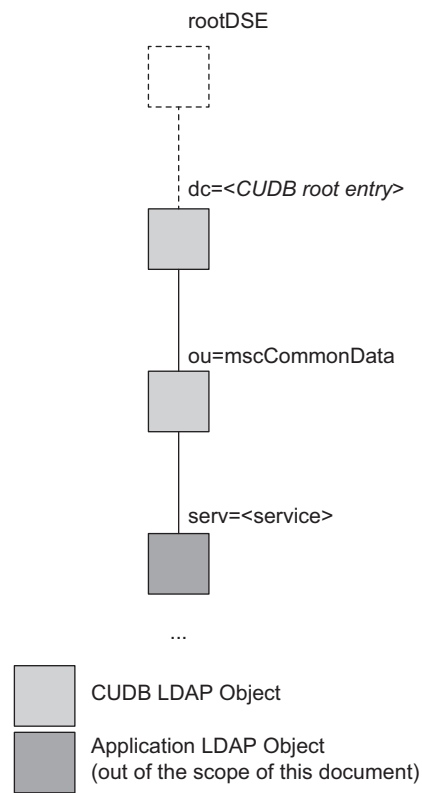 rootDSE
dc=<CUDB root entry>
ou=mscCommonData
serv=<service>
...
CUDB LDAP Object
Application LDAP Object
(out of the scope of this document)